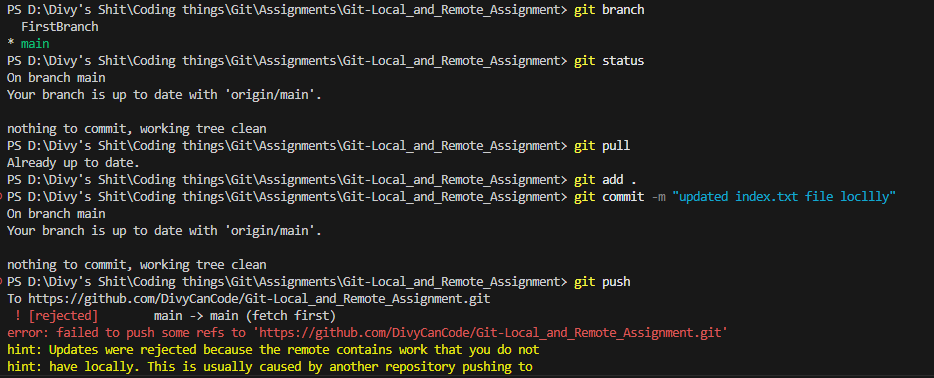 PS D:\Divy's Shit\Coding things\Git\Assignments\Git-Local_and_Remote_Assignment> git branch
  FirstBranch
* main
PS D:\Divy's Shit\Coding things\Git\Assignments\Git-Local_and_Remote_Assignment> git status
On branch main
Your branch is up to date with 'origin/main'.

nothing to commit, working tree clean
PS D:\Divy's Shit\Coding things\Git\Assignments\Git-Local_and_Remote_Assignment> git pull
Already up to date.
PS D:\Divy's Shit\Coding things\Git\Assignments\Git-Local_and_Remote_Assignment> git add .
PS D:\Divy's Shit\Coding things\Git\Assignments\Git-Local_and_Remote_Assignment> git commit -m "updated index.txt file locllly"
On branch main
Your branch is up to date with 'origin/main'.

nothing to commit, working tree clean
PS D:\Divy's Shit\Coding things\Git\Assignments\Git-Local_and_Remote_Assignment> git push
To https://github.com/DivyCanCode/Git-Local_and_Remote_Assignment.git
 ! [rejected]        main -> main (fetch first)
error: failed to push some refs to 'https://github.com/DivyCanCode/Git-Local_and_Remote_Assignment.git'
hint: Updates were rejected because the remote contains work that you do not
hint: have locally. This is usually caused by another repository pushing to